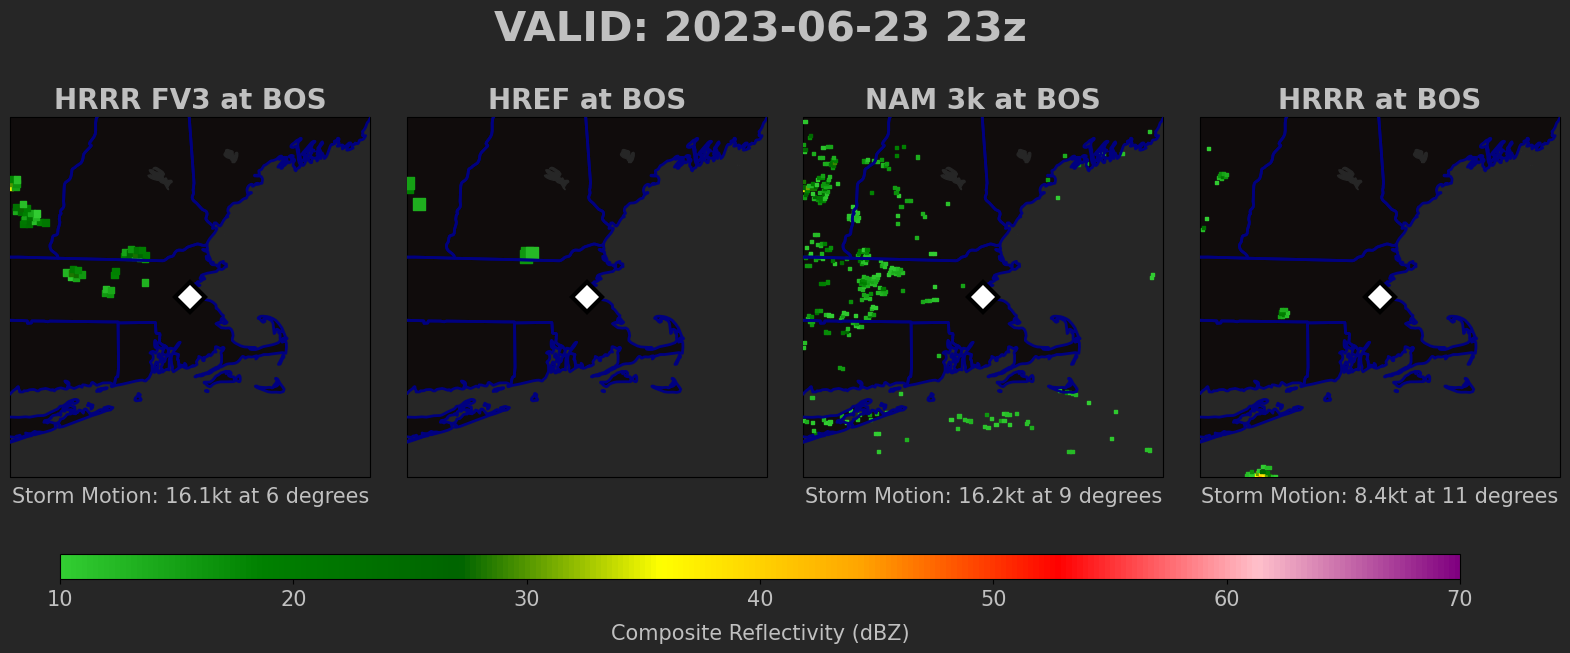 VALID: 2023-06-23 23z
HRRR FV3 at BOS
HREF at BOS
NAM 3k at BOS
HRRR at BOS
Storm Motion: 16.1kt at 6 degrees
Storm Motion: 16.2kt at 9 degrees
Storm Motion: 8.4kt at 11 degrees
10 20 30 40 50 60 70
Composite Reflectivity (dBZ)